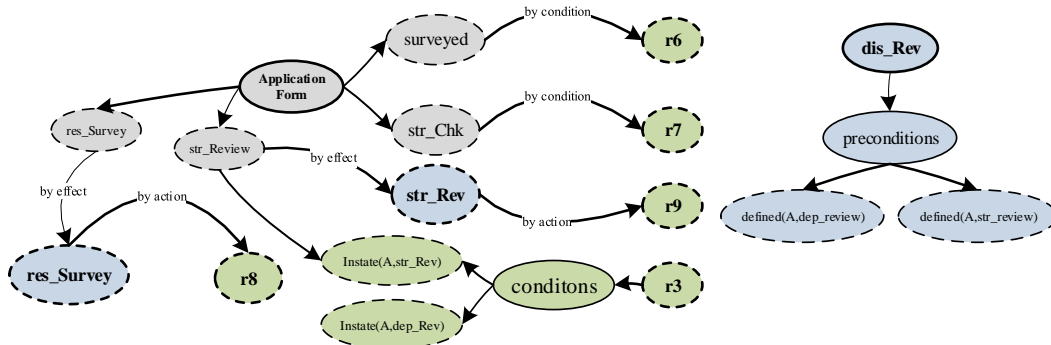 surveyed
by condition
r6
dis_Rev
Application
Form
res_Survey
str_Chk
by condition
r7
preconditions
str_Review
by effect
str_Rev
by action
r9
defined(A,dep_review)
defined(A,str_review)
by effect
by action
res_Survey
r8
Instate(A,str_Rev)
conditons
r3
Instate(A,dep_Rev)